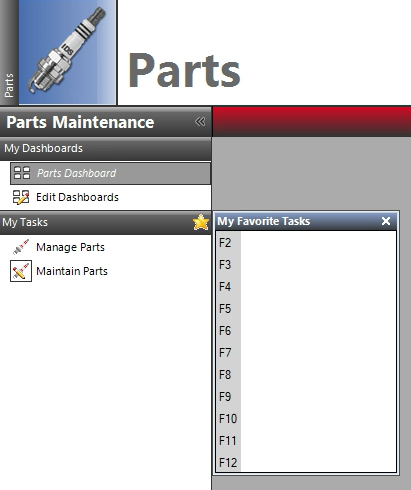 Parts
Parts
Parts Maintenance
My Dashboards
Parts Dashboard
Edit Dashboards
My Tasks
Manage Parts
Maintain Parts
My Favorite Tasks
F2
F3
F4
F5
F6
F7
F8
F9
F10
F11
F12